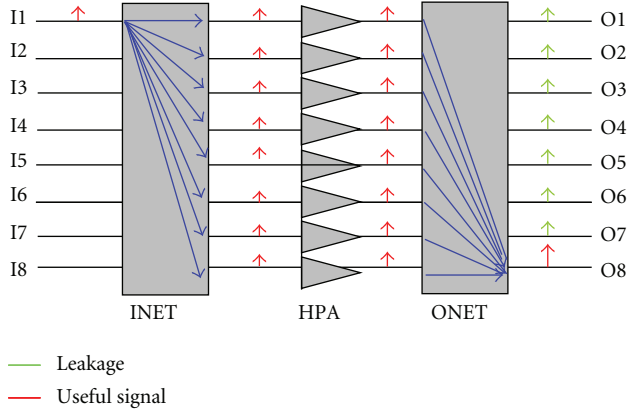 I1 O1
I2 O2
I3 O3
I4 O4
I5 O5
I6 O6
I7 O7
I8 O8
INET HPA ONET
Leakage
Useful signal